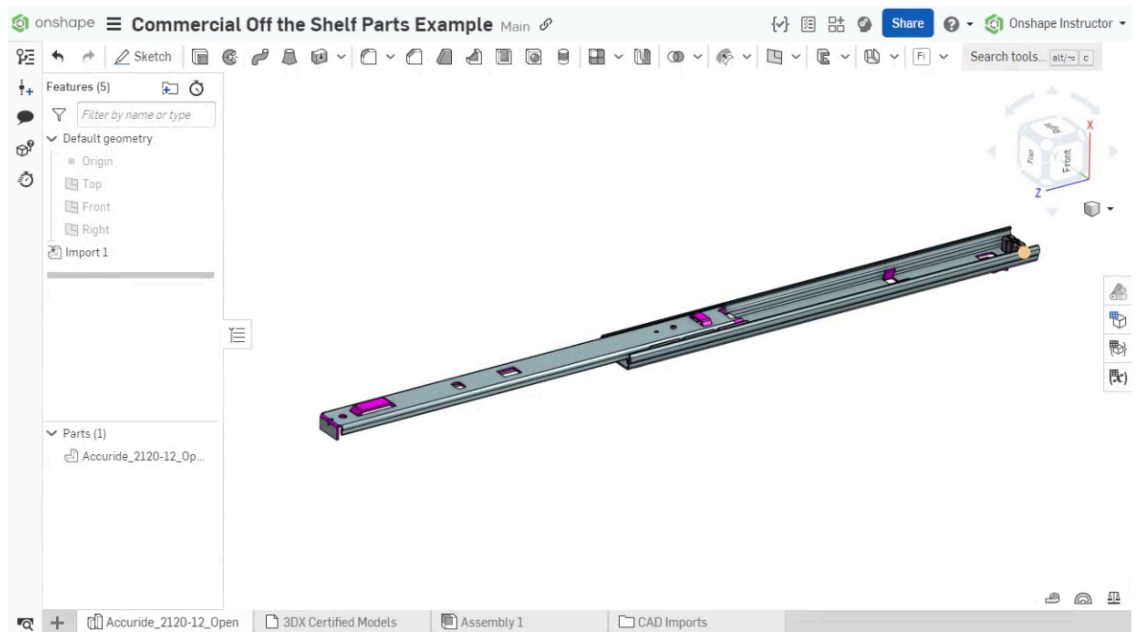 onshape Commercial Off the Shelf Parts Example Main Share Onshape Instructor
Sketch Search tools... alt/~ c
Features (5)
Filter by name or type
Default geometry
Origin
Top
Front
Right
Import 1
Top Front X Z
Parts (1)
Accuride_2120-12_Op...
Accuride_2120-12_Open 3DX Certified Models Assembly 1 CAD Imports